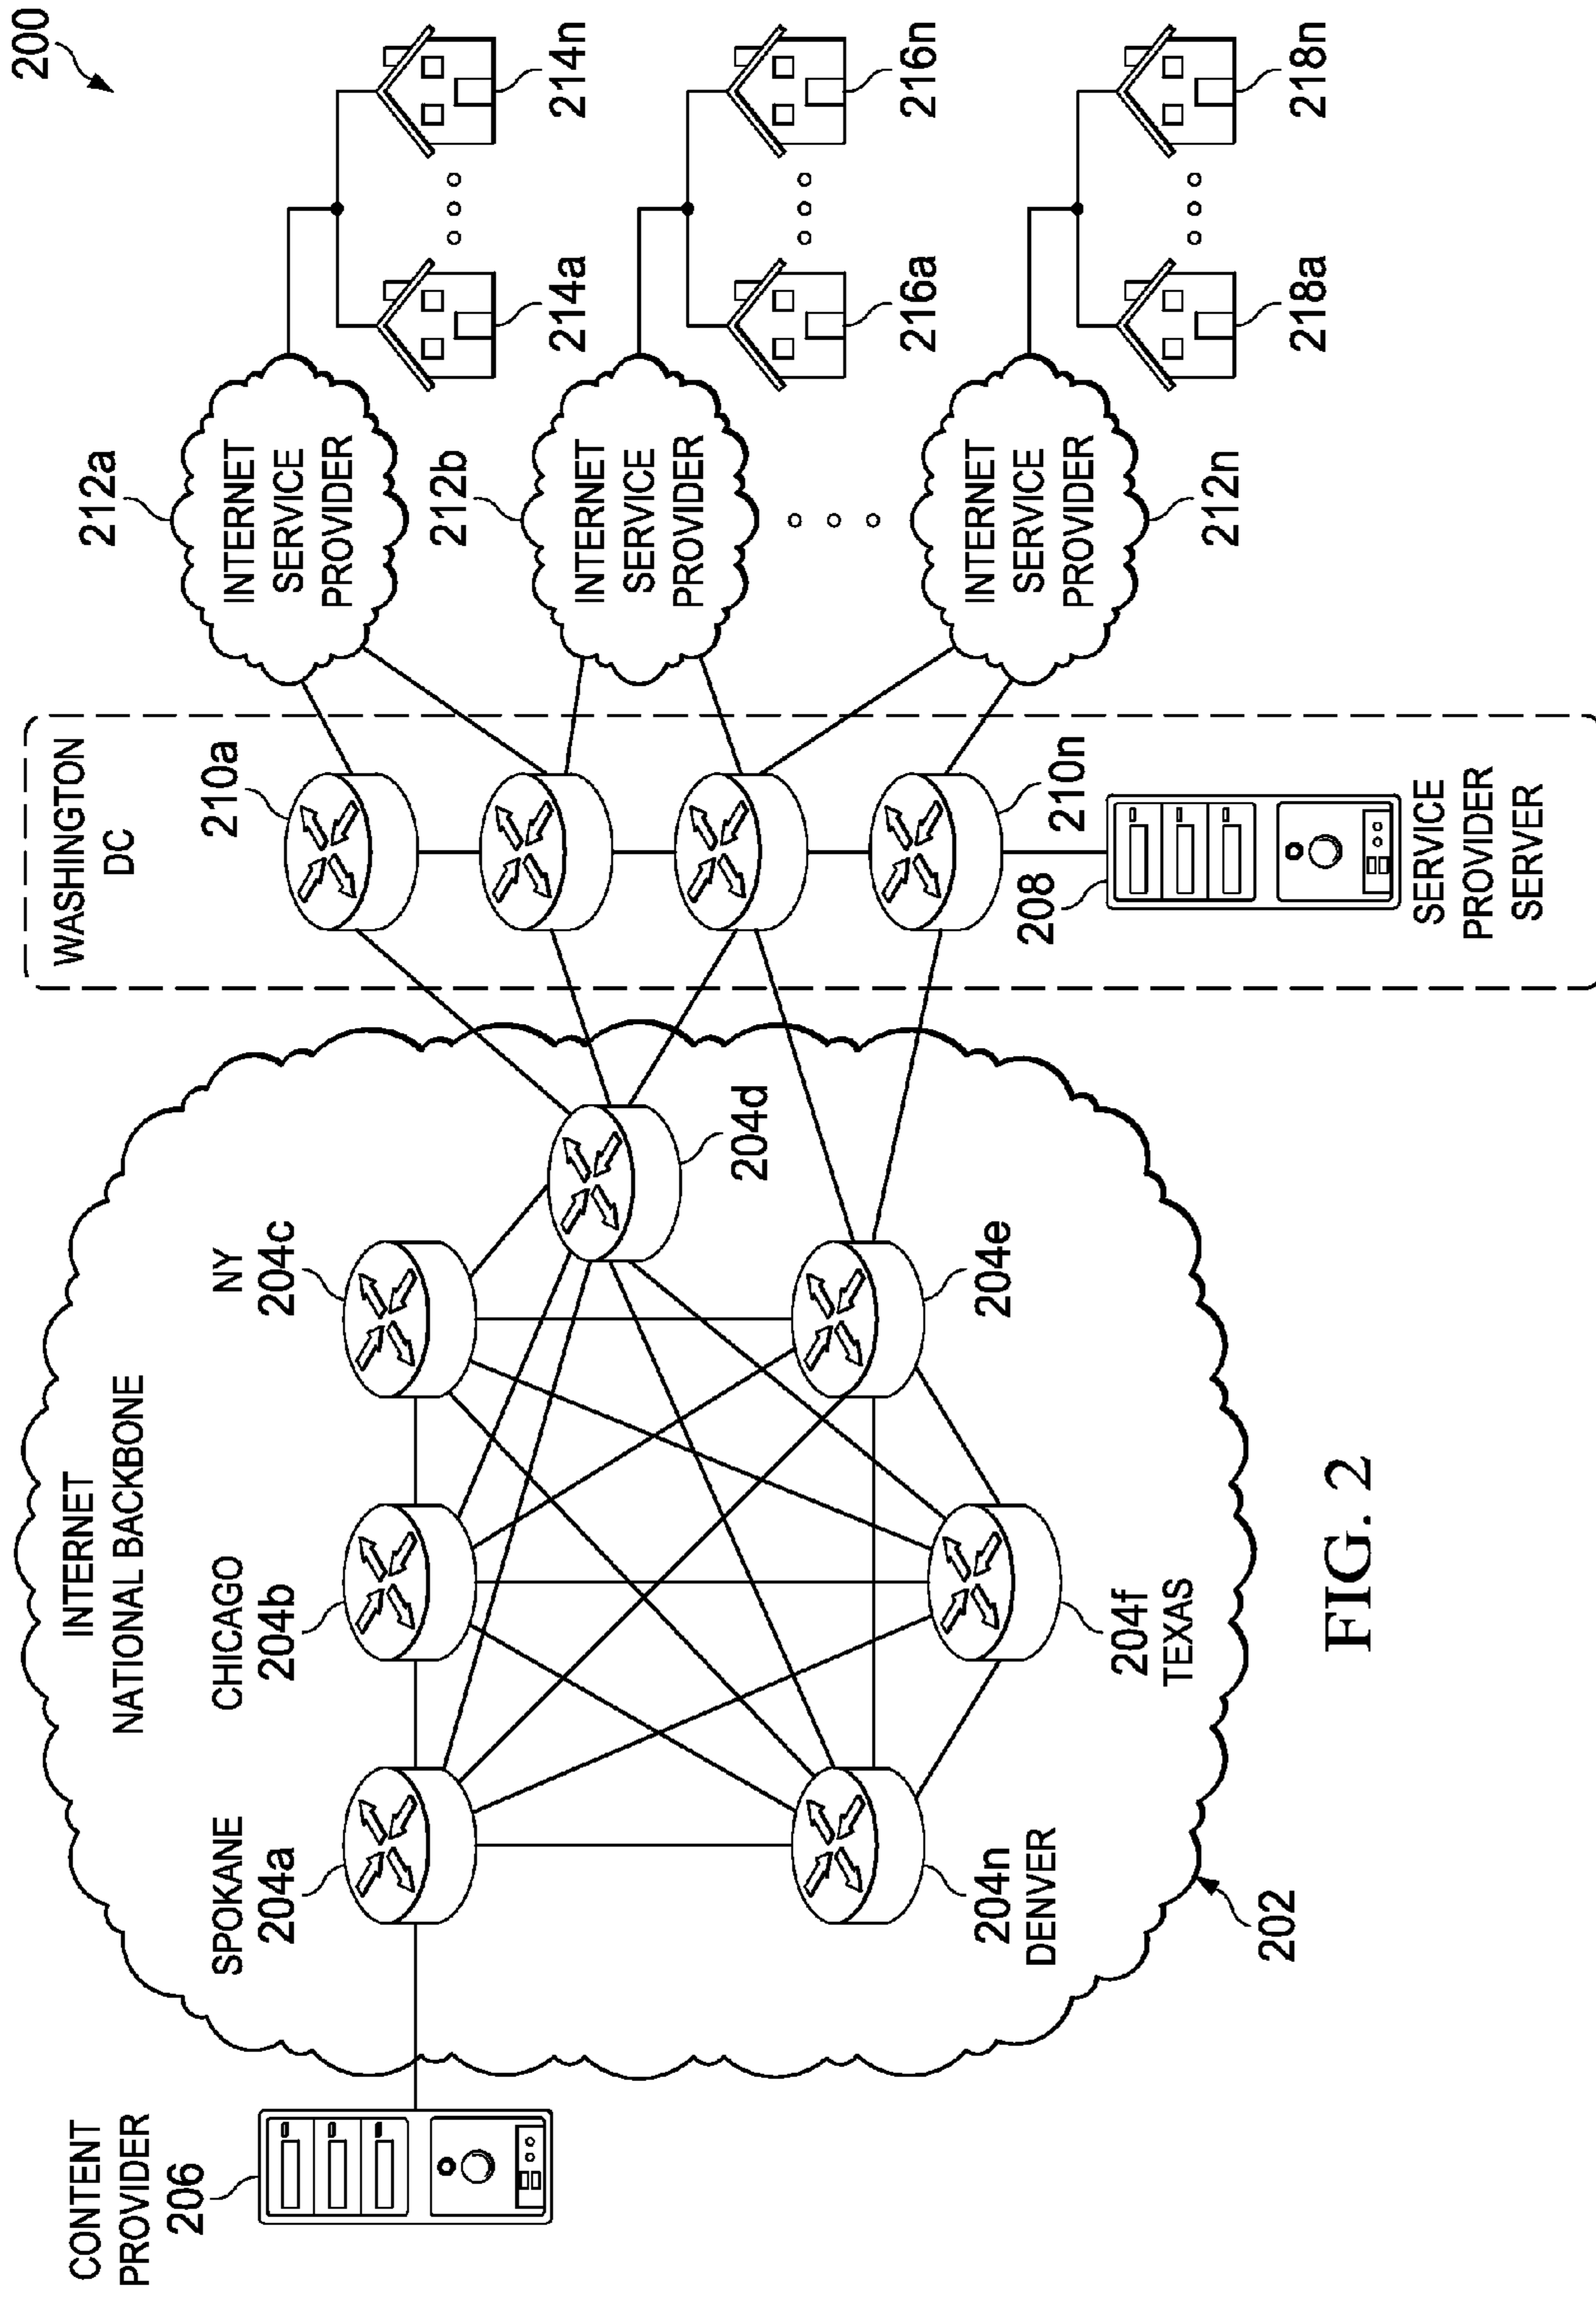 200
INTERNET
NATIONAL BACKBONE
WASHINGTON
DC
CONTENT
PROVIDER
206
SPOKANE
204a
CHICAGO
204b
NY
204c
204d
204e
204f
TEXAS
204n
DENVER
202
210a
210n
208
SERVICE
PROVIDER
SERVER
212a
INTERNET
SERVICE
PROVIDER
212b
INTERNET
SERVICE
PROVIDER
212n
INTERNET
SERVICE
PROVIDER
214a
214n
216a
216n
218a
218n
FIG. 2